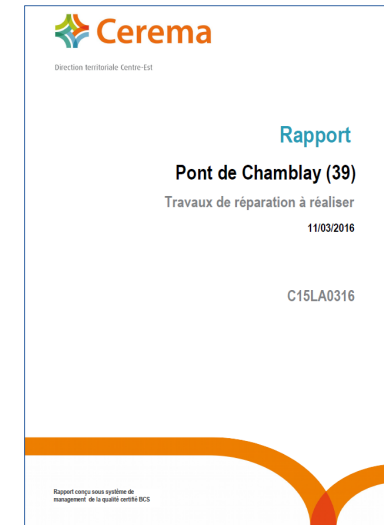 Cerema
Direction territoriale Centre-Est
Rapport
Pont de Chamblay (39)
Travaux de réparation à réaliser
11/03/2016
C15LA0316
Rapport conçu sous système de
management de la qualité certifié BCS